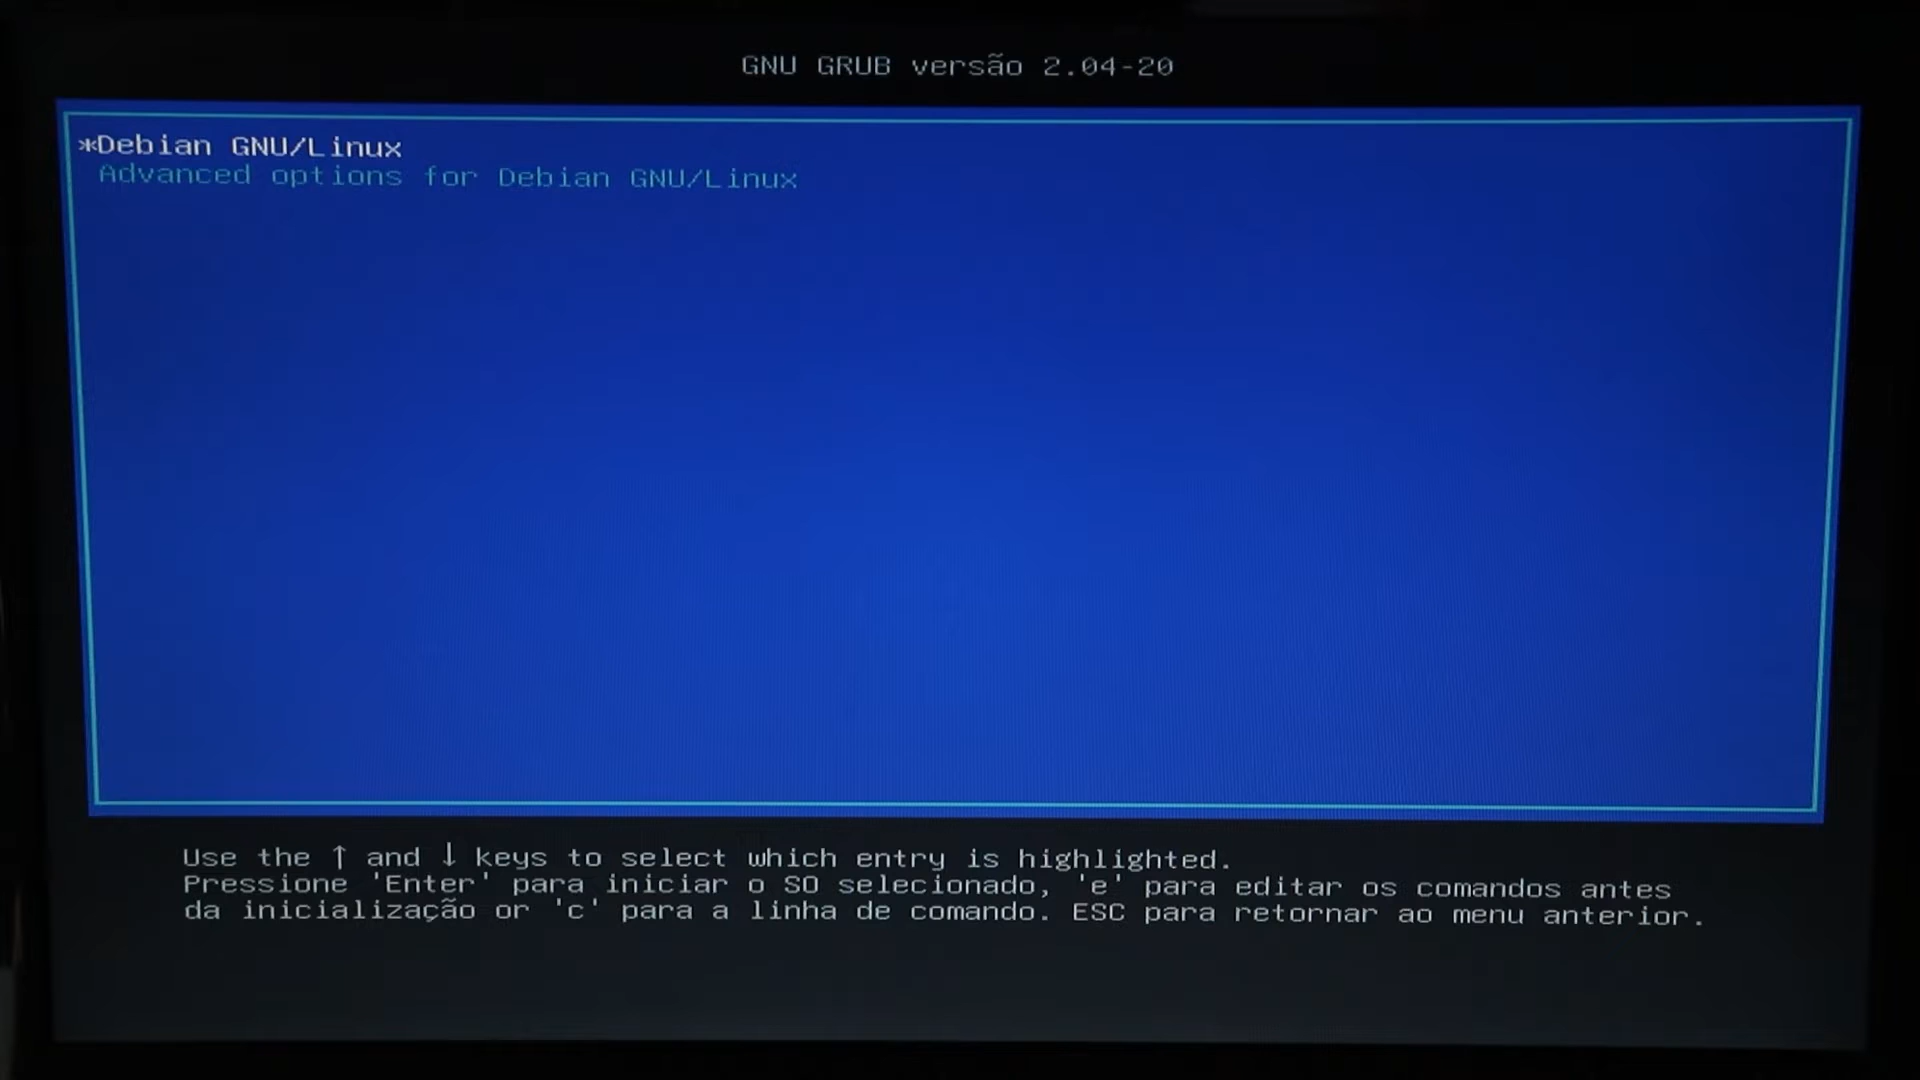 GNU GRUB versão 2.04-20
*Debian GNU/Linux
Advanced options for Debian GNU/Linux
Use the ↑ and ↓ keys to select which entry is highlighted.
Pressione 'Enter' para iniciar o SO selecionado, 'e' para editar os comandos antes
da inicialização or 'c' para a linha de comando. ESC para retornar ao menu anterior.